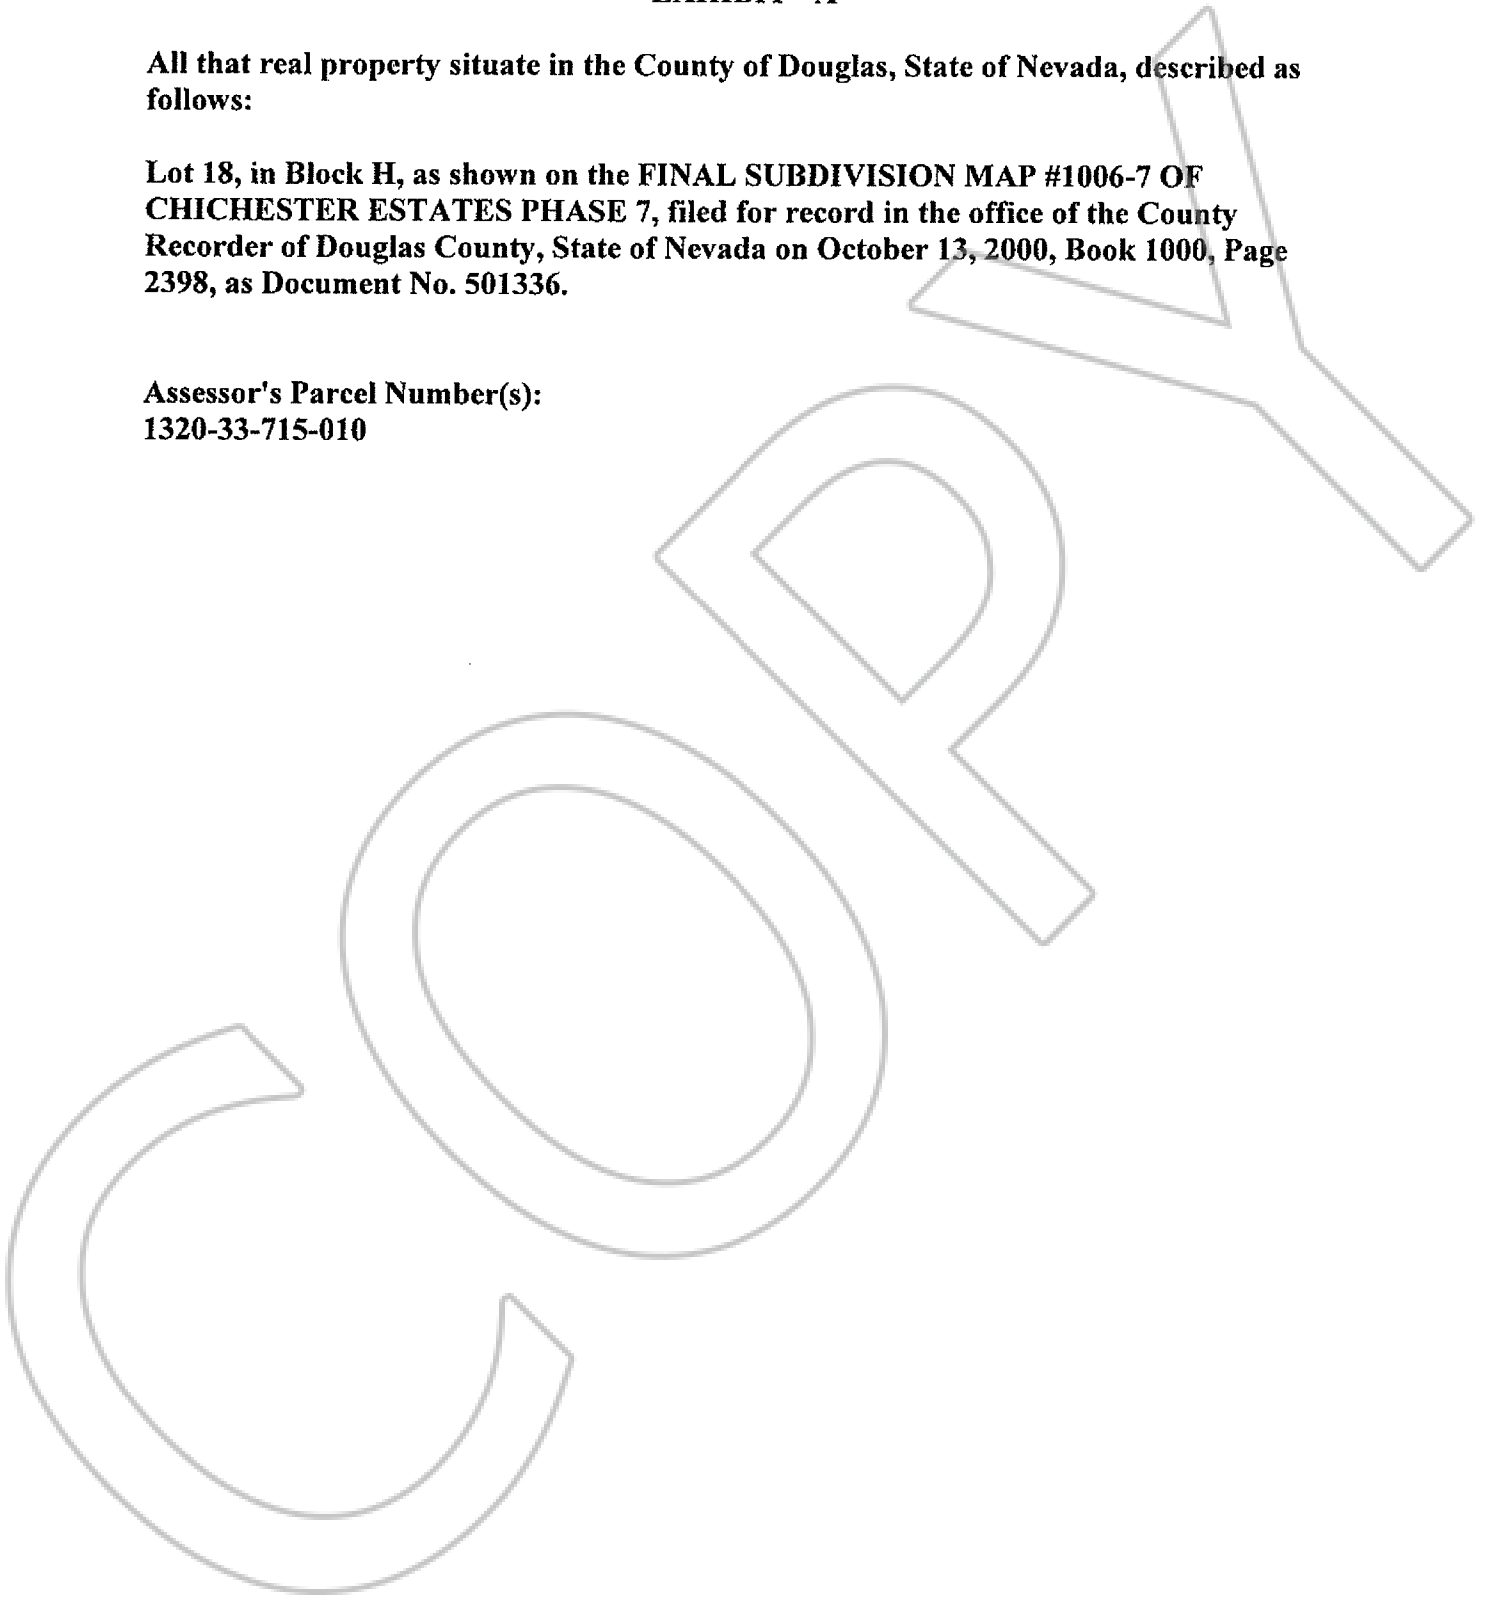 All that real property situate in the County of Douglas, State of Nevada, described as
follows:
Lot 18, in Block H, as shown on the FINAL SUBDIVISION MAP #1006-7 OF
CHICHESTER ESTATES PHASE 7, filed for record in the office of the County
Recorder of Douglas County, State of Nevada on October 13, 2000, Book 1000, Page
2398, as Document No. 501336.
Assessor's Parcel Number(s):
1320-33-715-010
COPY